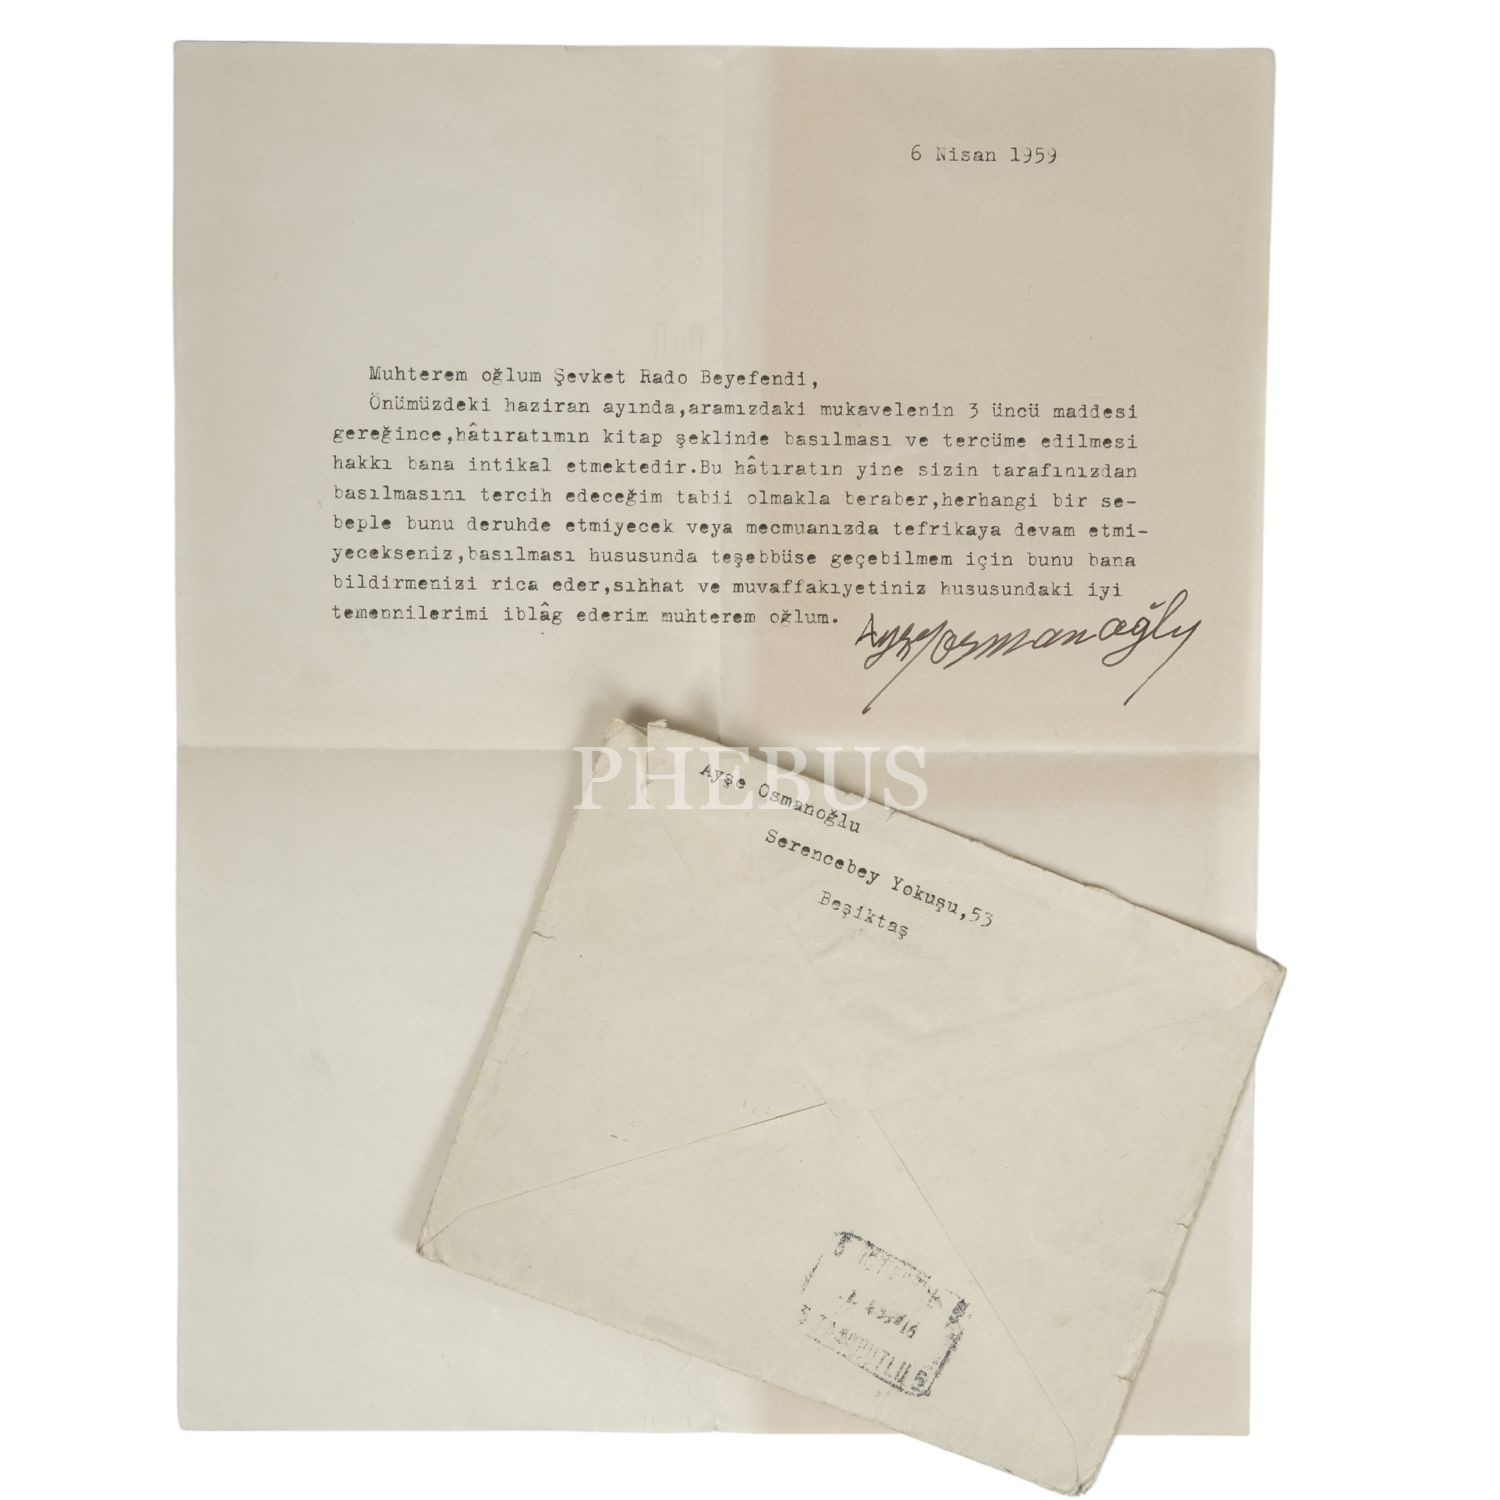 6 Nisan 1959
Muhterem oğlum Şevket Rado Beyefendi,
Önümüzdeki haziran ayında,aramızdaki mukavelenin 3 üncü maddesi
gereğince,hâtıratımın kitap şeklinde basılması ve tercüme edilmesi
hakkı bana intikal etmektedir.Bu hâtıratın yine sizin tarafınızdan
basılmasını tercih edeceğim tabii olmakla beraber,herhangi bir se-
beple bunu deruhde etmiyecek veya mecmuanızda tefrikaya devam etmi-
yecekseniz,basılması hususunda teşebbüse geçebilmem için bunu bana
bildirmenizi rica eder,sıhhat ve muvaffakıyetiniz hususundaki iyi
temennilerimi iblâg ederim muhterem oğlum.
Ayşe osmanoğlu
PHEBUS
Ayşe Osmanoğlu
Serencebey Yokuşu,53
Beşiktaş